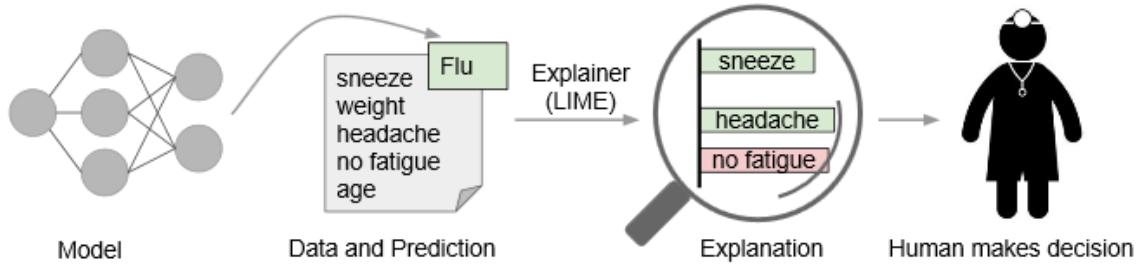 Flu
sneeze
weight
headache
no fatigue
age
Explainer
(LIME)
sneeze
headache
no fatigue
Model
Data and Prediction
Explanation
Human makes decision